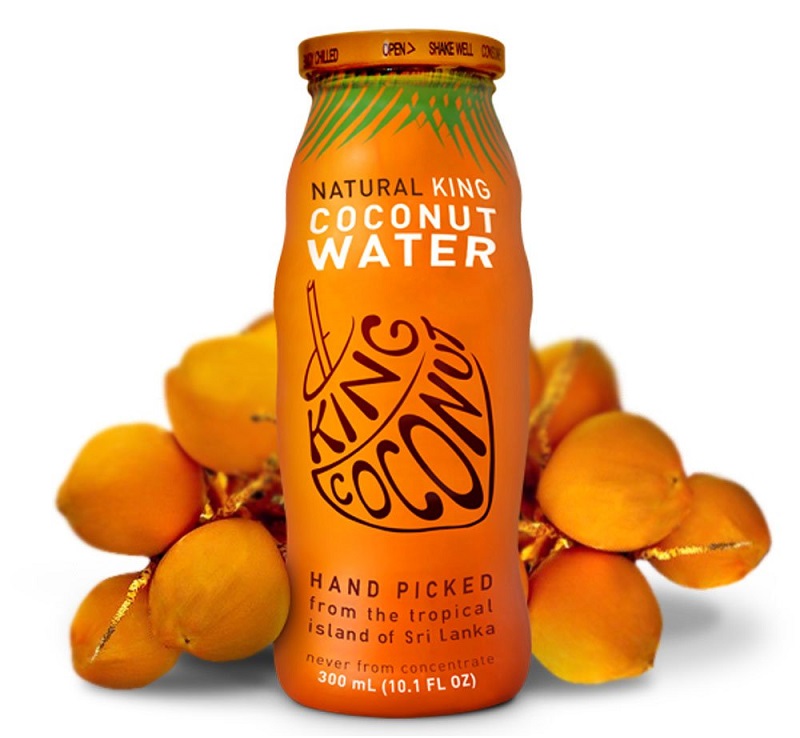 CHILLED OPEN> SHAKE WELL
NATURAL KING
COCONUT
WATER
KING
COCONUT
HAND PICKED
from the tropical
island of Sri Lanka
never from concentrate
300 mL (10.1 FL OZ)